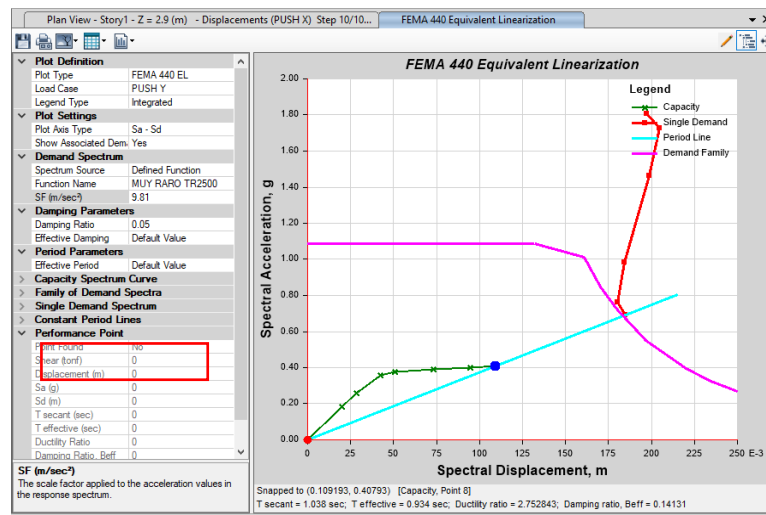 Plan View - Story1 - Z = 2.9 (m) - Displacements (PUSH X) Step 10/10... FEMA 440 Equivalent Linearization
Plot Definition
Plot Type FEMA 440 EL
Load Case PUSH Y
Legend Type Integrated
Plot Settings
Plot Axis Type Sa - Sd
Show Associated Dem Yes
Demand Spectrum
Spectrum Source Defined Function
Function Name MUY RARO TR2500
SF (m/sec²) 9.81
Damping Parameters
Damping Ratio 0.05
Effective Damping Default Value
Period Parameters
Effective Period Default Value
Capacity Spectrum Curve
Family of Demand Spectra
Single Demand Spectrum
Constant Period Lines
Performance Point
Point Found No
Shear (tonf) 0
Displacement (m) 0
Sa (g) 0
Sd (m) 0
T secant (sec) 0
T effective (sec) 0
Ductility Ratio 0
Damping Ratio, Beff 0
SF (m/sec²)
The scale factor applied to the acceleration values in
the response spectrum.
FEMA 440 Equivalent Linearization
Legend
Capacity
Single Demand
Period Line
Demand Family
Spectral Acceleration, g
2.00
1.80
1.60
1.40
1.20
1.00
0.80
0.60
0.40
0.20
0.00
0 25 50 75 100 125 150 175 200 225 250 E-3
Spectral Displacement, m
Snapped to (0.109193, 0.40793) [Capacity, Point 8]
T secant = 1.038 sec; T effective = 0.934 sec; Ductility ratio = 2.752843; Damping ratio, Beff = 0.14131